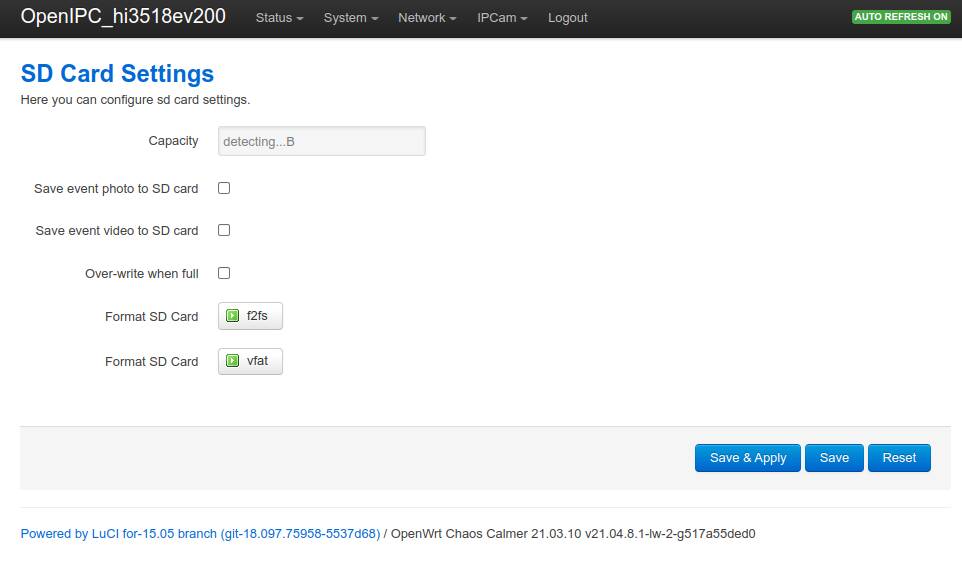 OpenIPC_hi3518ev200 Status System Network IPCam Logout AUTO REFRESH ON
SD Card Settings
Here you can configure sd card settings.
Capacity detecting...B
Save event photo to SD card
Save event video to SD card
Over-write when full
Format SD Card f2fs
Format SD Card vfat
Save & Apply Save Reset
Powered by LuCI for-15.05 branch (git-18.097.75958-5537d68) / OpenWrt Chaos Calmer 21.03.10 v21.04.8.1-lw-2-g517a55ded0